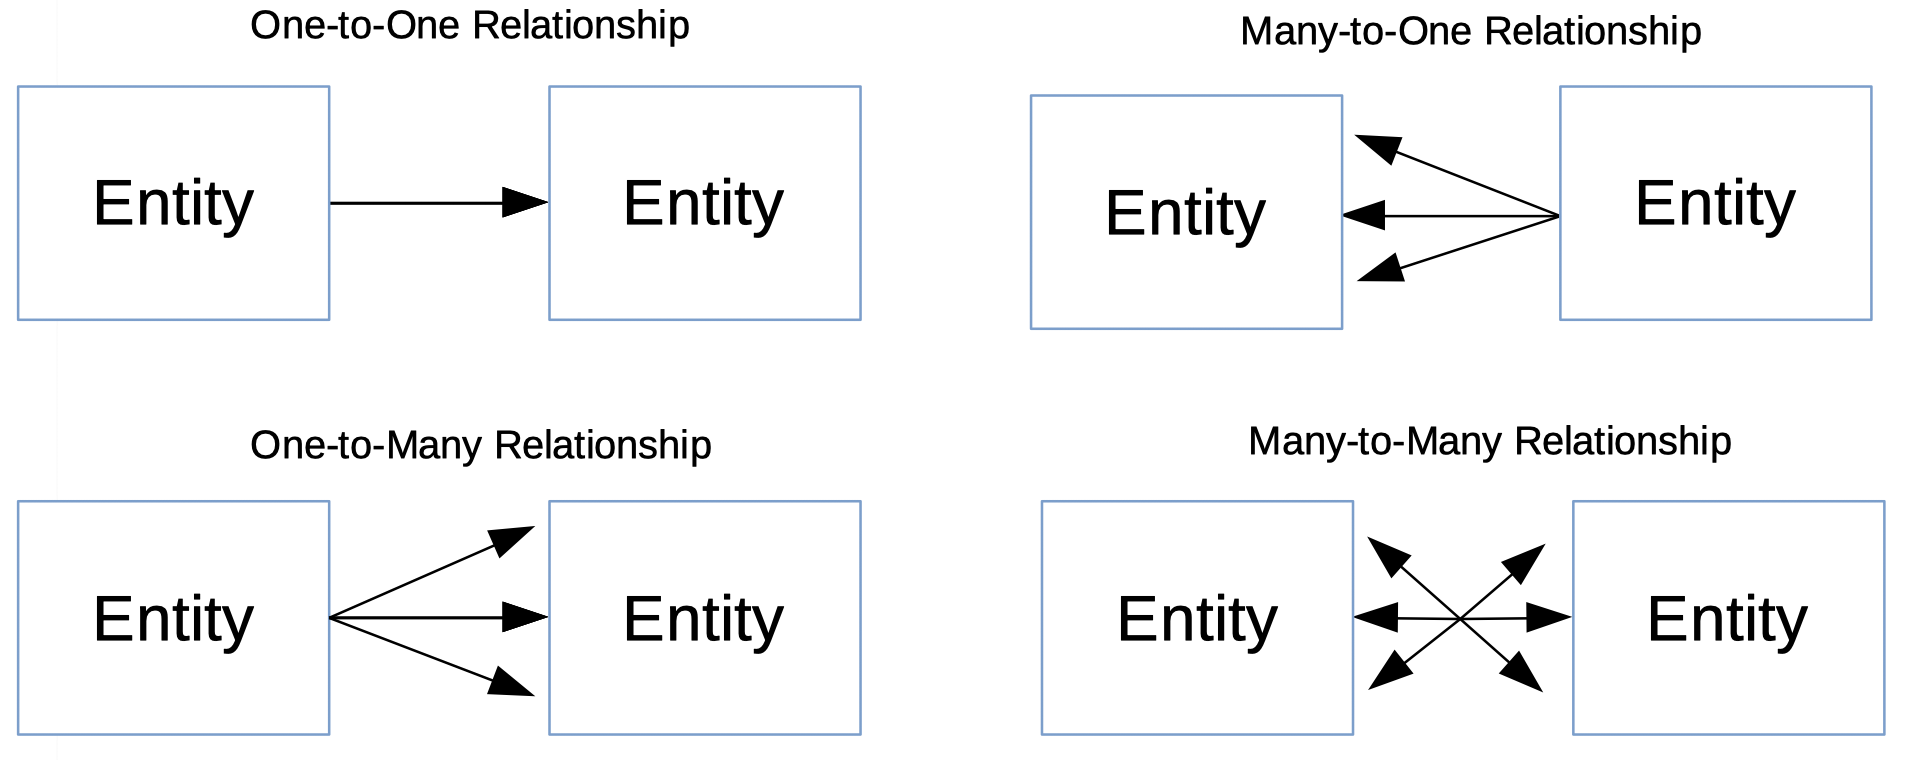 One-to-One Relationship
Many-to-One Relationship
Entity
Entity
Entity
Entity
One-to-Many Relationship
Many-to-Many Relationship
Entity
Entity
Entity
Entity